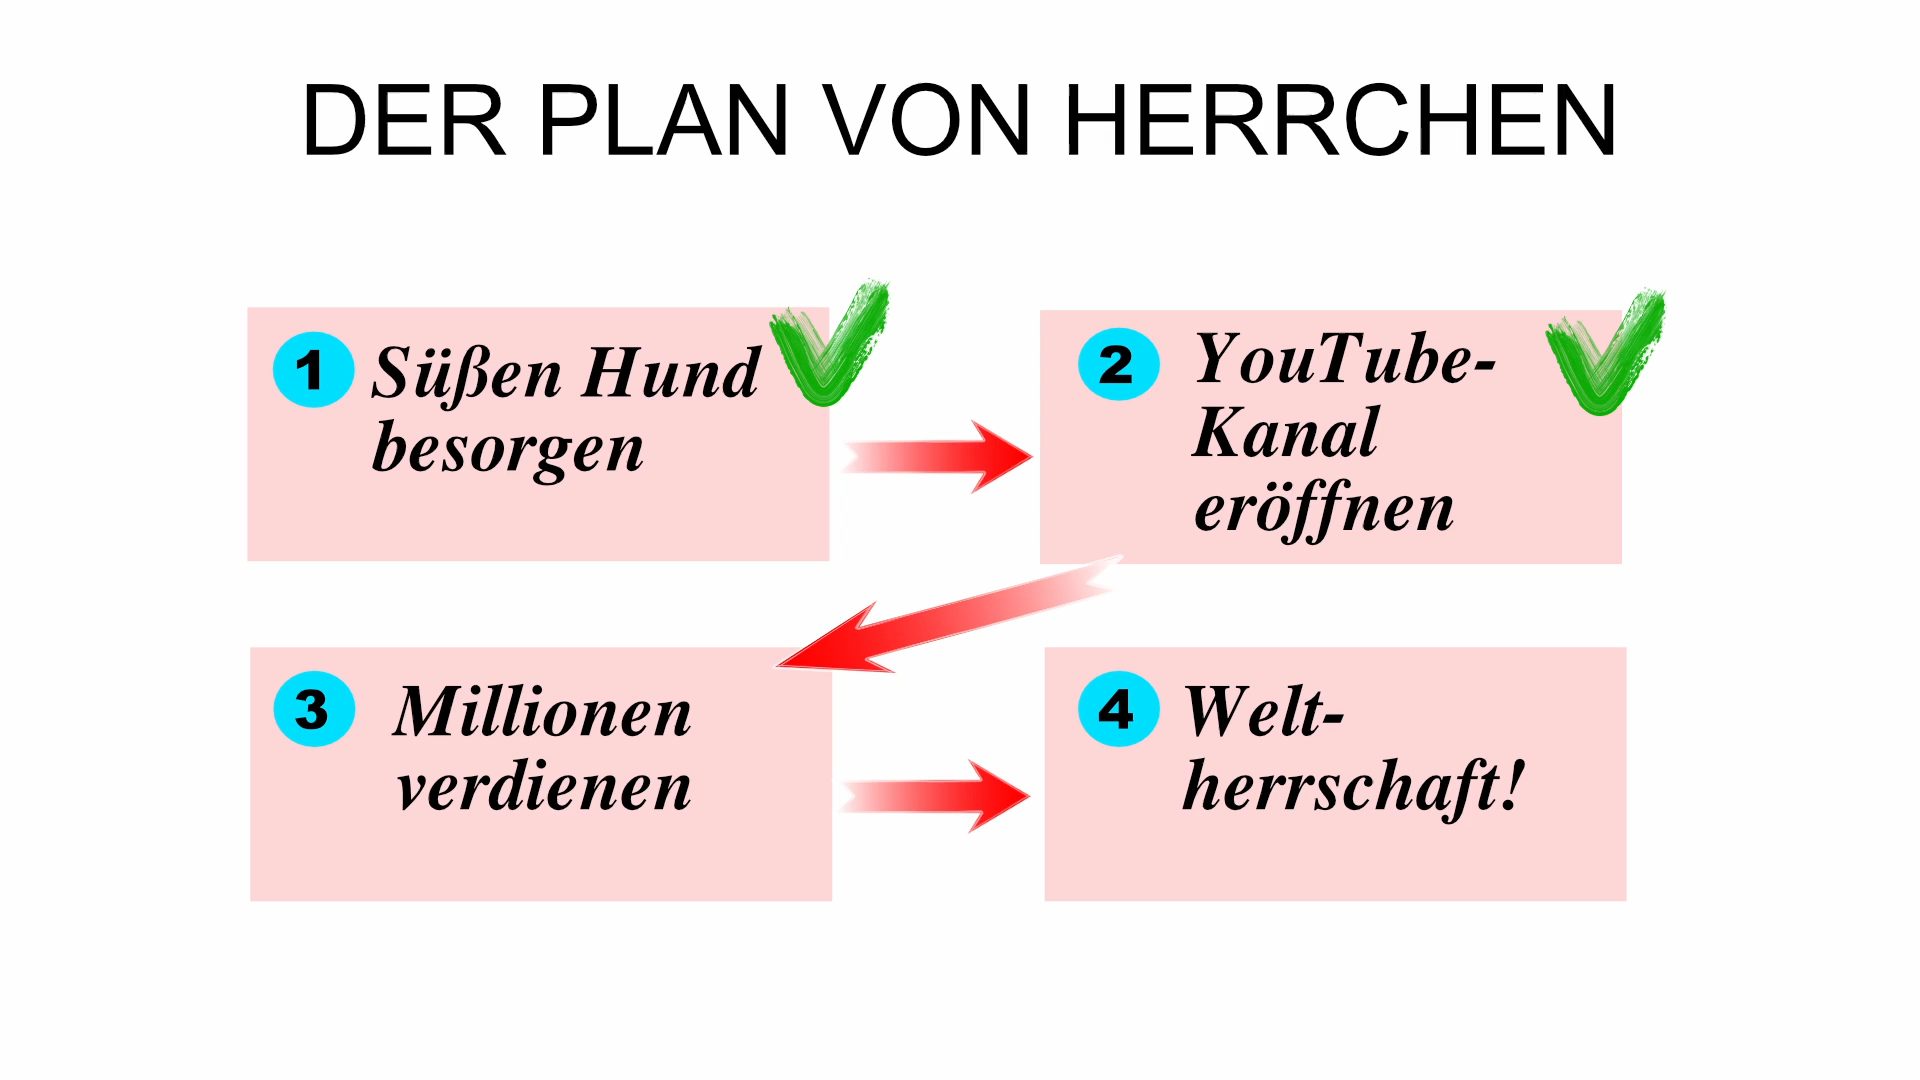 DER PLAN VON HERRCHEN
1 Süßen Hund
besorgen
2 YouTube-
Kanal
eröffnen
3 Millionen
verdienen
4 Welt-
herrschaft!